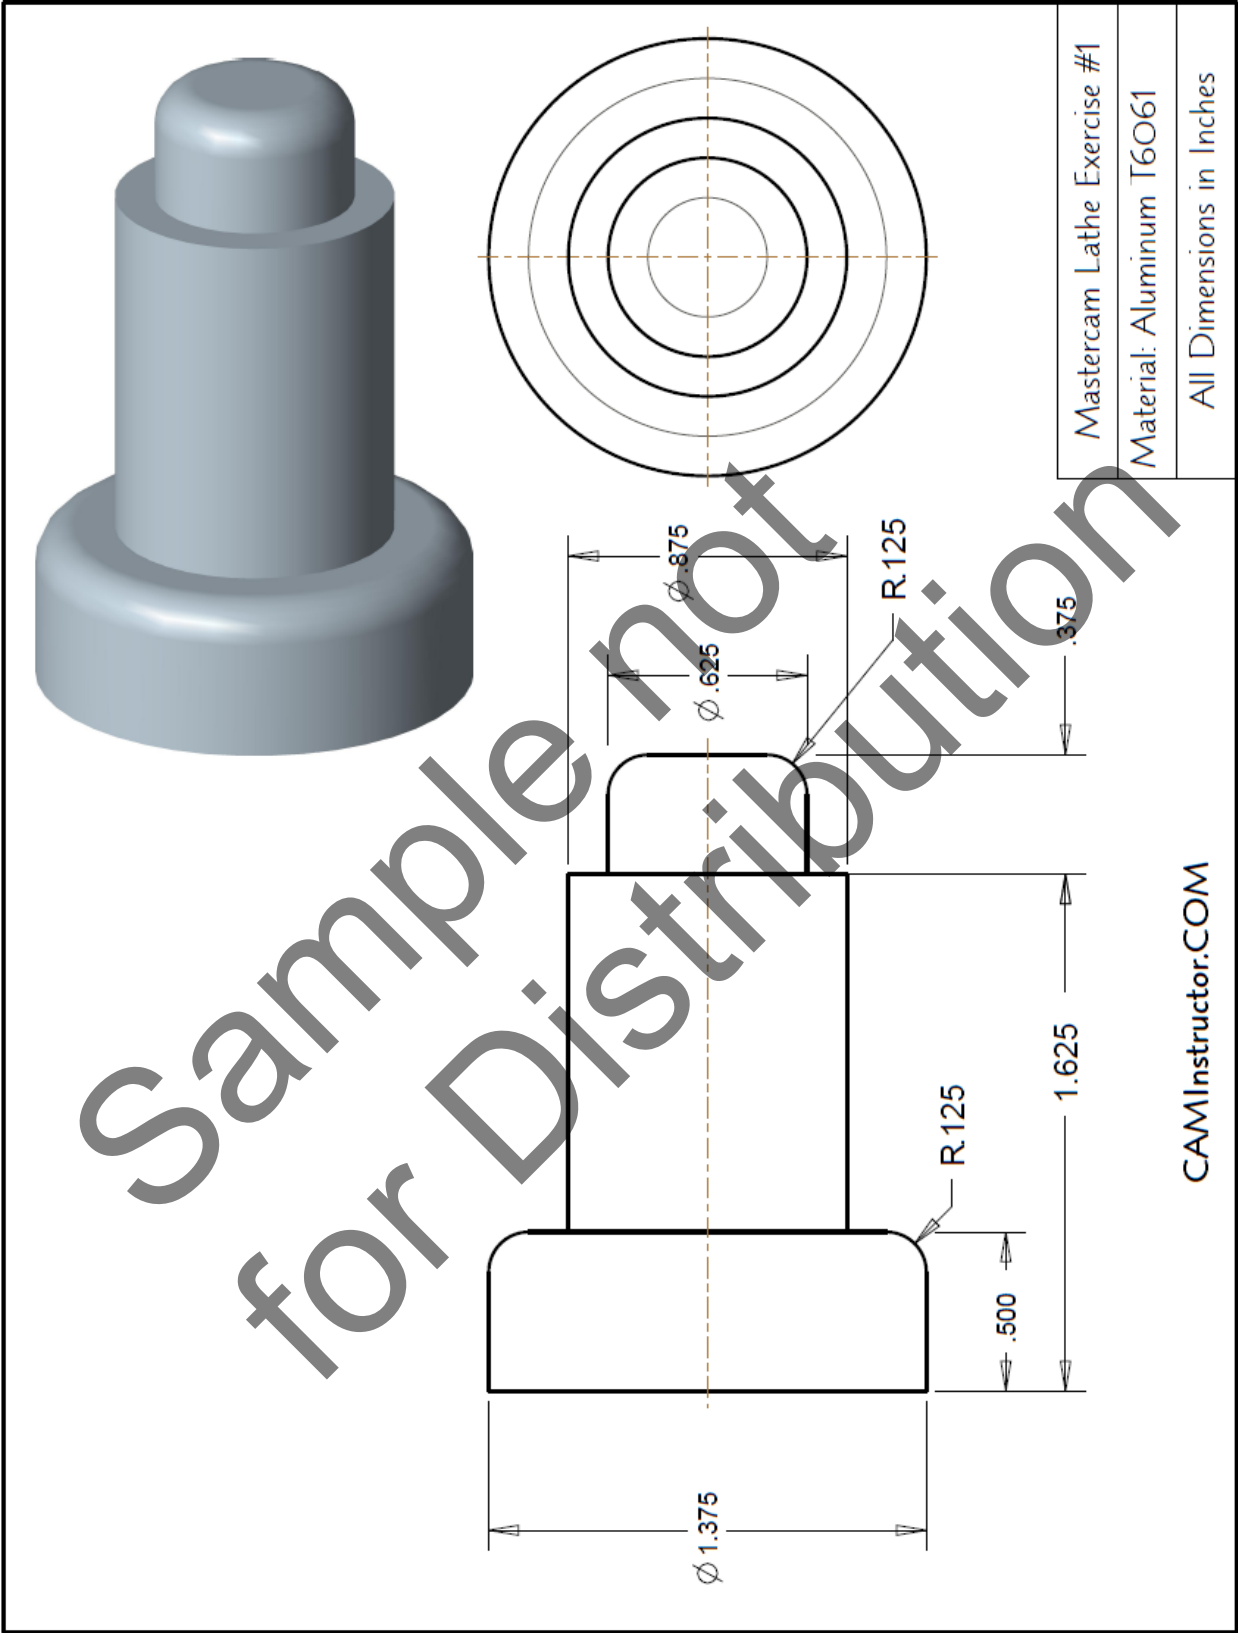 Mastercam Lathe Exercise #1
Material: Aluminum T6061
All Dimensions in Inches
Ø.875
Ø.625
R.125
.375
1.625
R.125
.500
Ø1.375
CAMInstructor.COM
Sample not
for Distribution